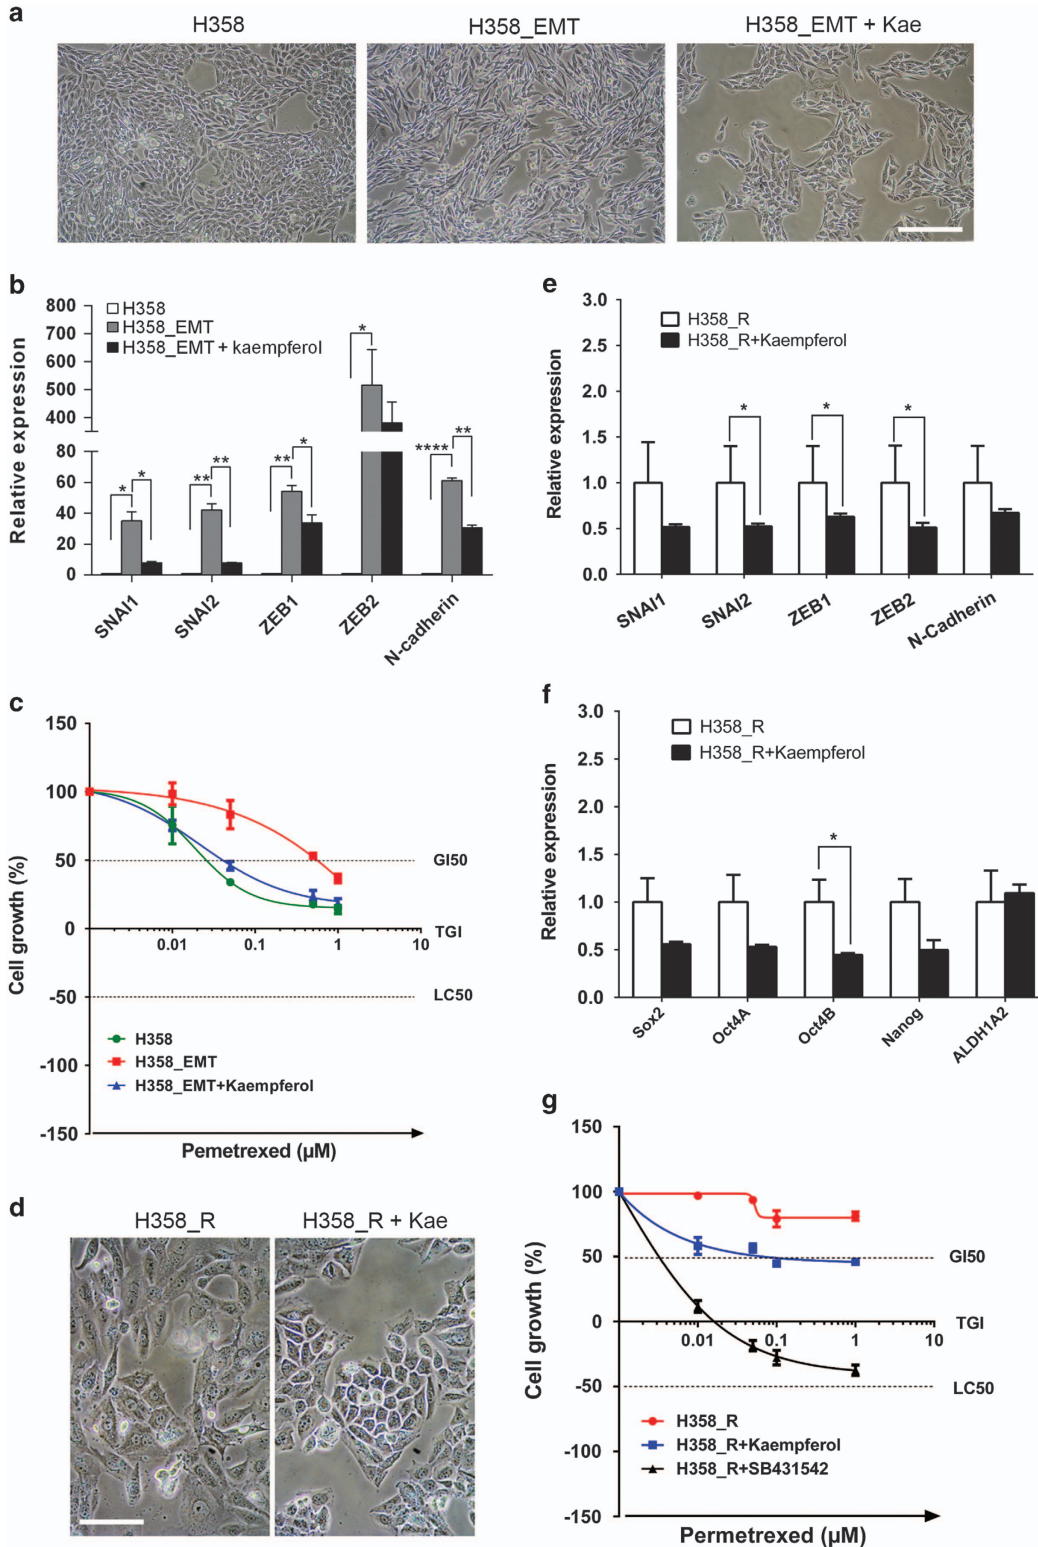 a
H358
H358_EMT
H358_EMT + Kae
b
800
700
600
500
400
80
60
40
20
0
Relative expression
H358
H358_EMT
H358_EMT + kaempferol
* *
** **
** *
*
**** **
SNAI1
SNAI2
ZEB1
ZEB2
N-cadherin
e
3.0
2.5
2.0
1.5
1.0
0.5
0.0
Relative expression
H358_R
H358_R+Kaempferol
* * *
SNAI1
SNAI2
ZEB1
ZEB2
N-Cadherin
c
150
100
50
0
-50
-100
-150
Cell growth (%)
GI50
TGI
LC50
0.01 0.1 1 10
H358
H358_EMT
H358_EMT+Kaempferol
Pemetrexed (µM)
f
3.0
2.5
2.0
1.5
1.0
0.5
0.0
Relative expression
H358_R
H358_R+Kaempferol
*
Sox2
Oct4A
Oct4B
Nanog
ALDH1A2
d
H358_R
H358_R + Kae
g
150
100
50
0
-50
-100
-150
Cell growth (%)
GI50
TGI
LC50
0.01 0.1 1 10
H358_R
H358_R+Kaempferol
H358_R+SB431542
Permetrexed (µM)